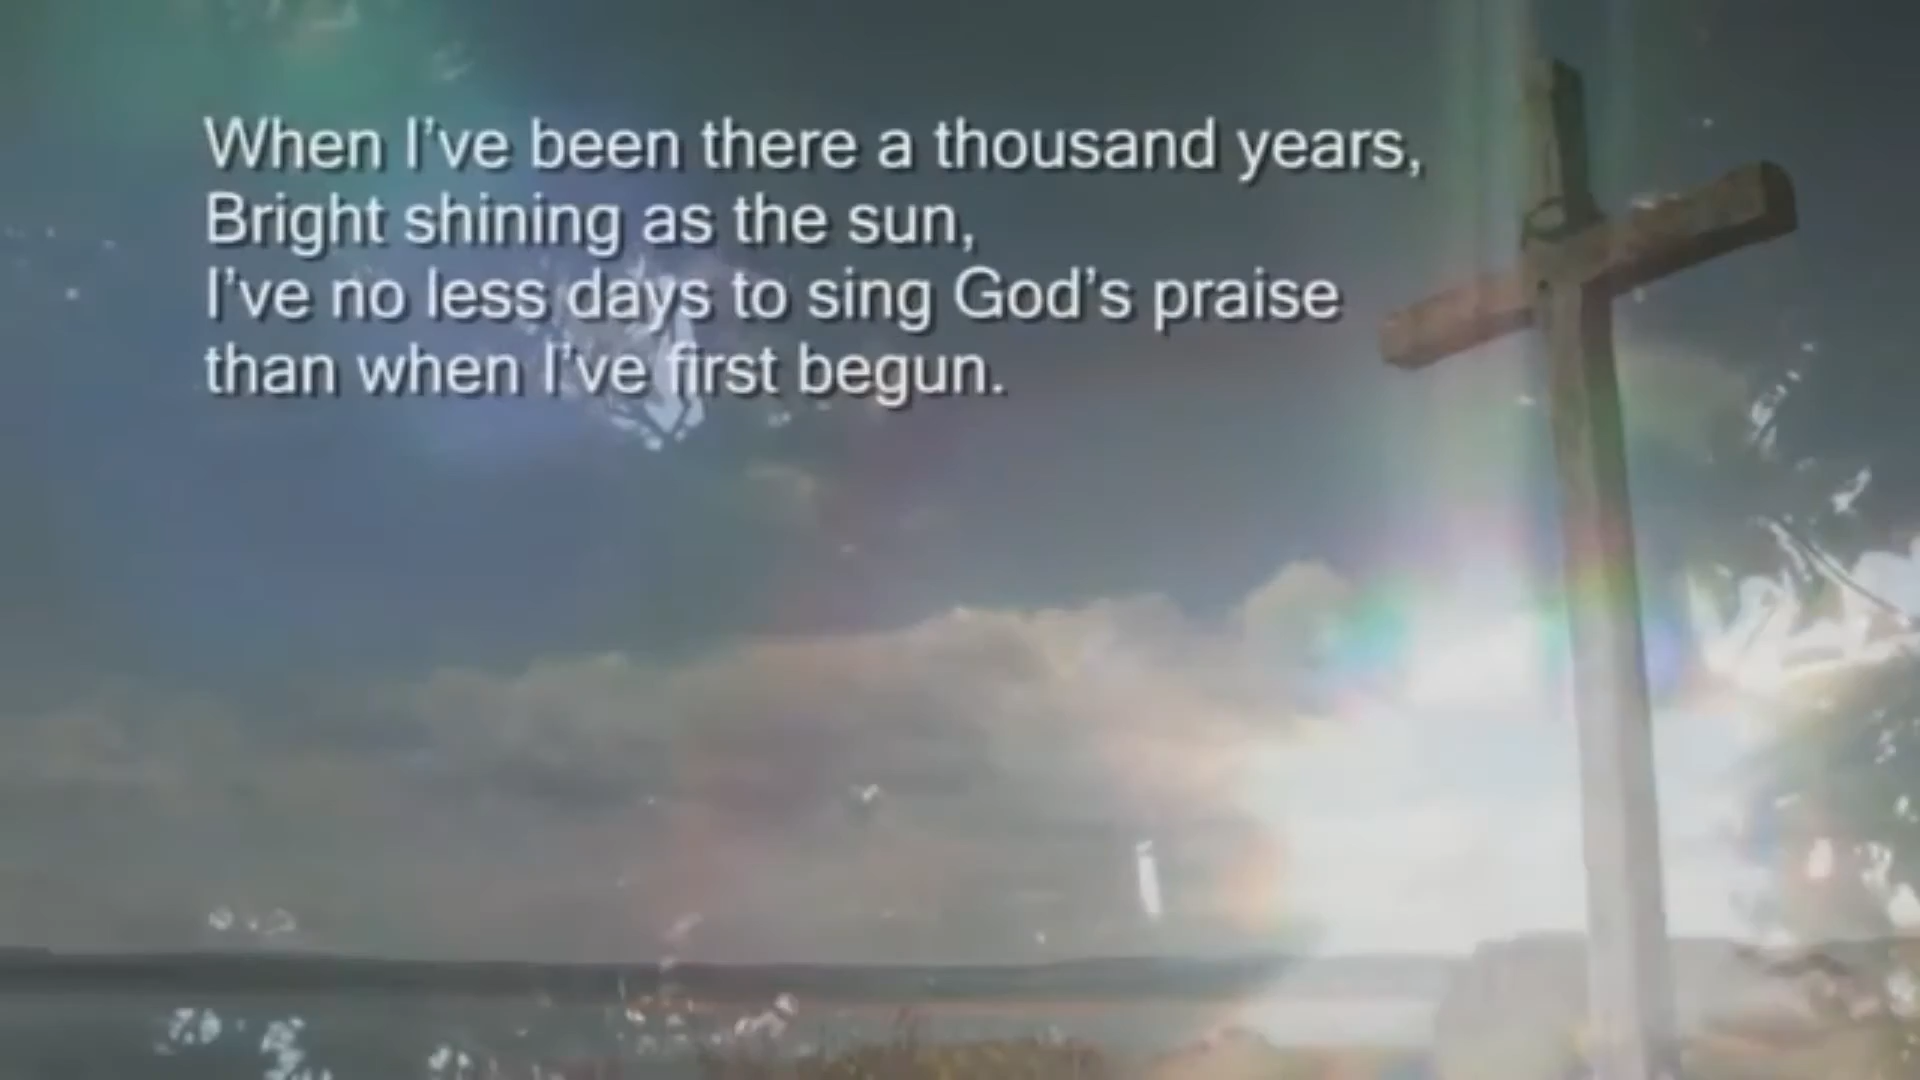 When I’ve been there a thousand years,
Bright shining as the sun,
I’ve no less days to sing God’s praise
than when I’ve first begun.